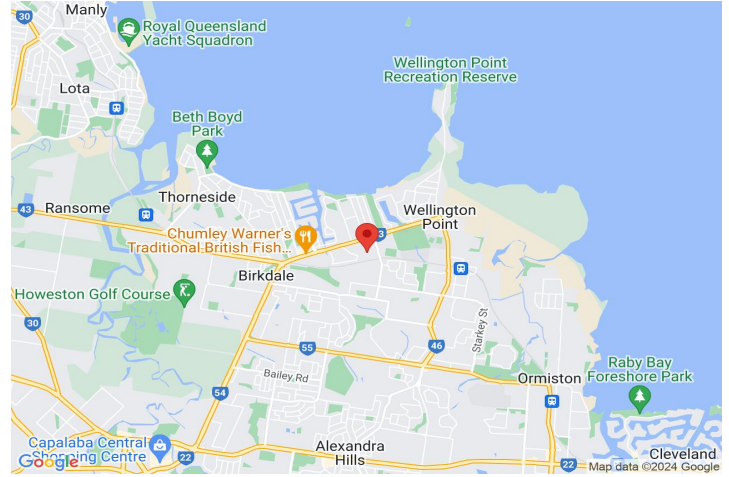 30
Manly
Royal Queensland
Yacht Squadron
Wellington Point
Recreation Reserve
Lota
Beth Boyd
Park
Thorneside
43
Ransome
Wellington
Point
Chumley Warner's
Traditional British Fish...
3
Birkdale
Howeston Golf Course
30
Starkey St
55
46
Raby Bay
Foreshore Park
Bailey Rd
Ormiston
54
Capalaba Central
Shopping Centre
22
Alexandra
Hills
22
Cleveland
Google
Map data ©2024 Google